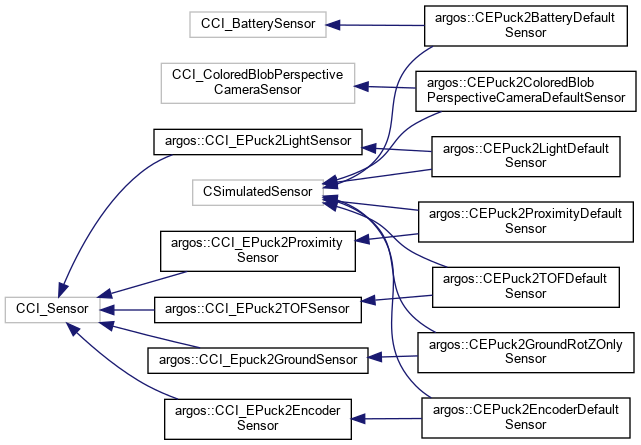 CCI_BatterySensor
argos::CEPuck2BatteryDefault
Sensor
CCI_ColoredBlobPerspective
CameraSensor
argos::CEPuck2ColoredBlob
PerspectiveCameraDefaultSensor
argos::CCI_EPuck2LightSensor
argos::CEPuck2LightDefault
Sensor
CSimulatedSensor
argos::CEPuck2ProximityDefault
Sensor
argos::CCI_EPuck2Proximity
Sensor
argos::CEPuck2TOFDefault
Sensor
CCI_Sensor
argos::CCI_EPuck2TOFSensor
argos::CEPuck2GroundRotZOnly
Sensor
argos::CCI_Epuck2GroundSensor
argos::CCI_EPuck2Encoder
Sensor
argos::CEPuck2EncoderDefault
Sensor